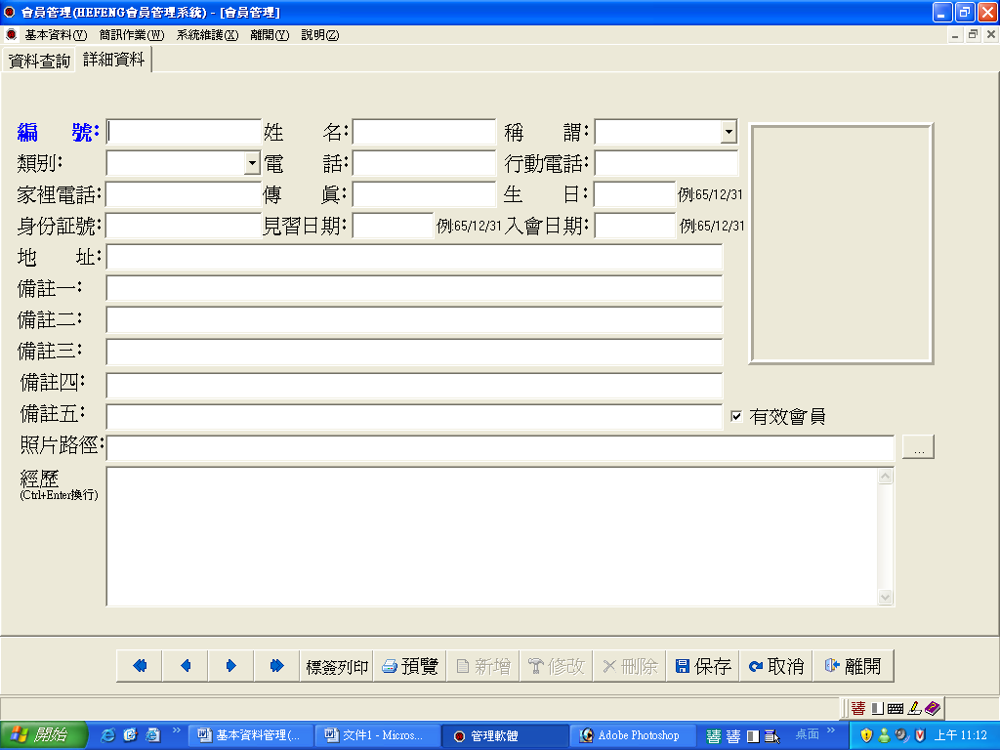 會員管理(HEFENG會員管理系統) - [會員管理]
基本資料(V) 簡訊作業(W) 系統維護(X) 離開(Y) 說明(Z)
資料查詢 詳細資料
編 號: 姓 名: 稱 謂:
類別: 電 話: 行動電話:
家裡電話: 傳 真: 生 日: 例:65/12/31
身份証號: 見習日期: 例:65/12/31 入會日期: 例:65/12/31
地 址:
備註一:
備註二:
備註三:
備註四:
備註五: 有效會員
照片路徑: ...
經歷
(Ctrl+Enter換行)
標簽列印 預覽 新增 修改 刪除 保存 取消 離開
開始 基本資料管理(... 文件1 - Micros... 管理軟體 Adobe Photoshop 桌面 上午 11:12